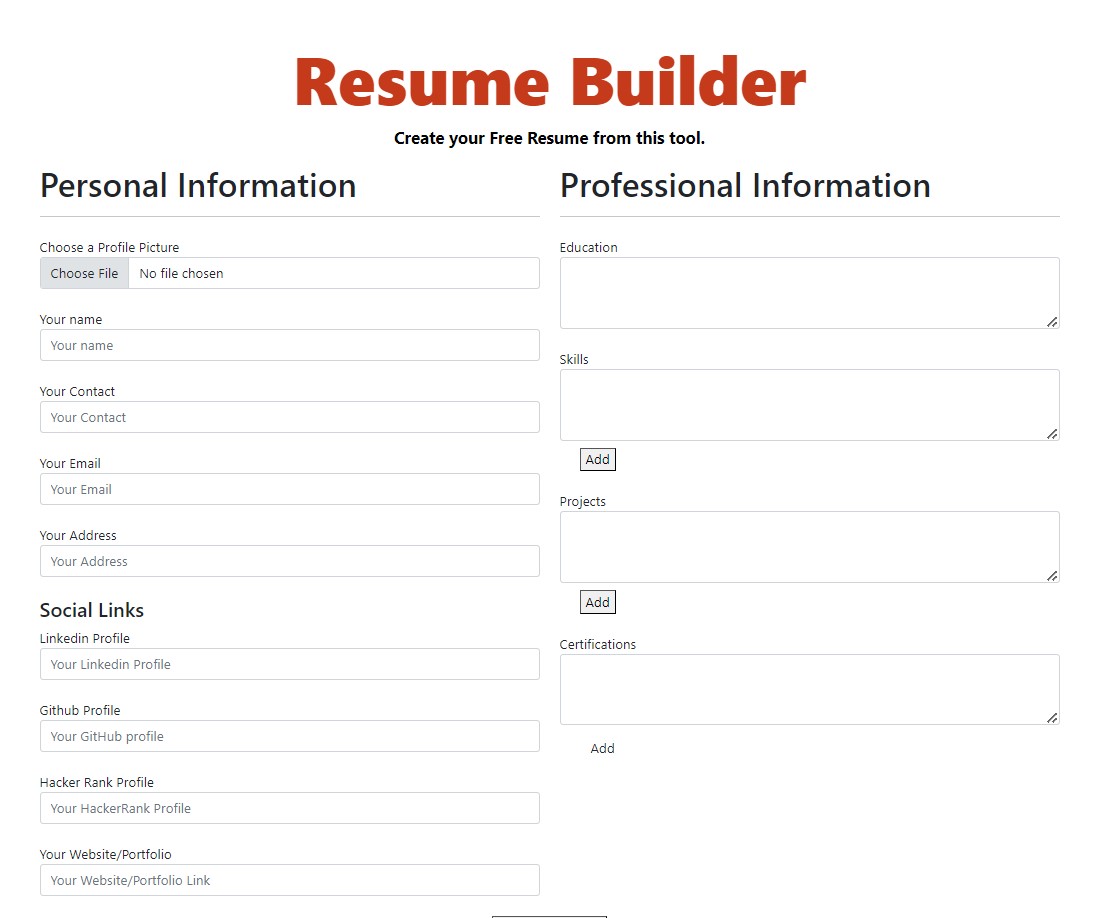 Resume Builder
Create your Free Resume from this tool.
Personal Information
Choose a Profile Picture
Choose File No file chosen
Your name
Your name
Your Contact
Your Contact
Your Email
Your Email
Your Address
Your Address
Social Links
Linkedin Profile
Your Linkedin Profile
Github Profile
Your GitHub profile
Hacker Rank Profile
Your HackerRank Profile
Your Website/Portfolio
Your Website/Portfolio Link
Professional Information
Education
Skills
Add
Projects
Add
Certifications
Add